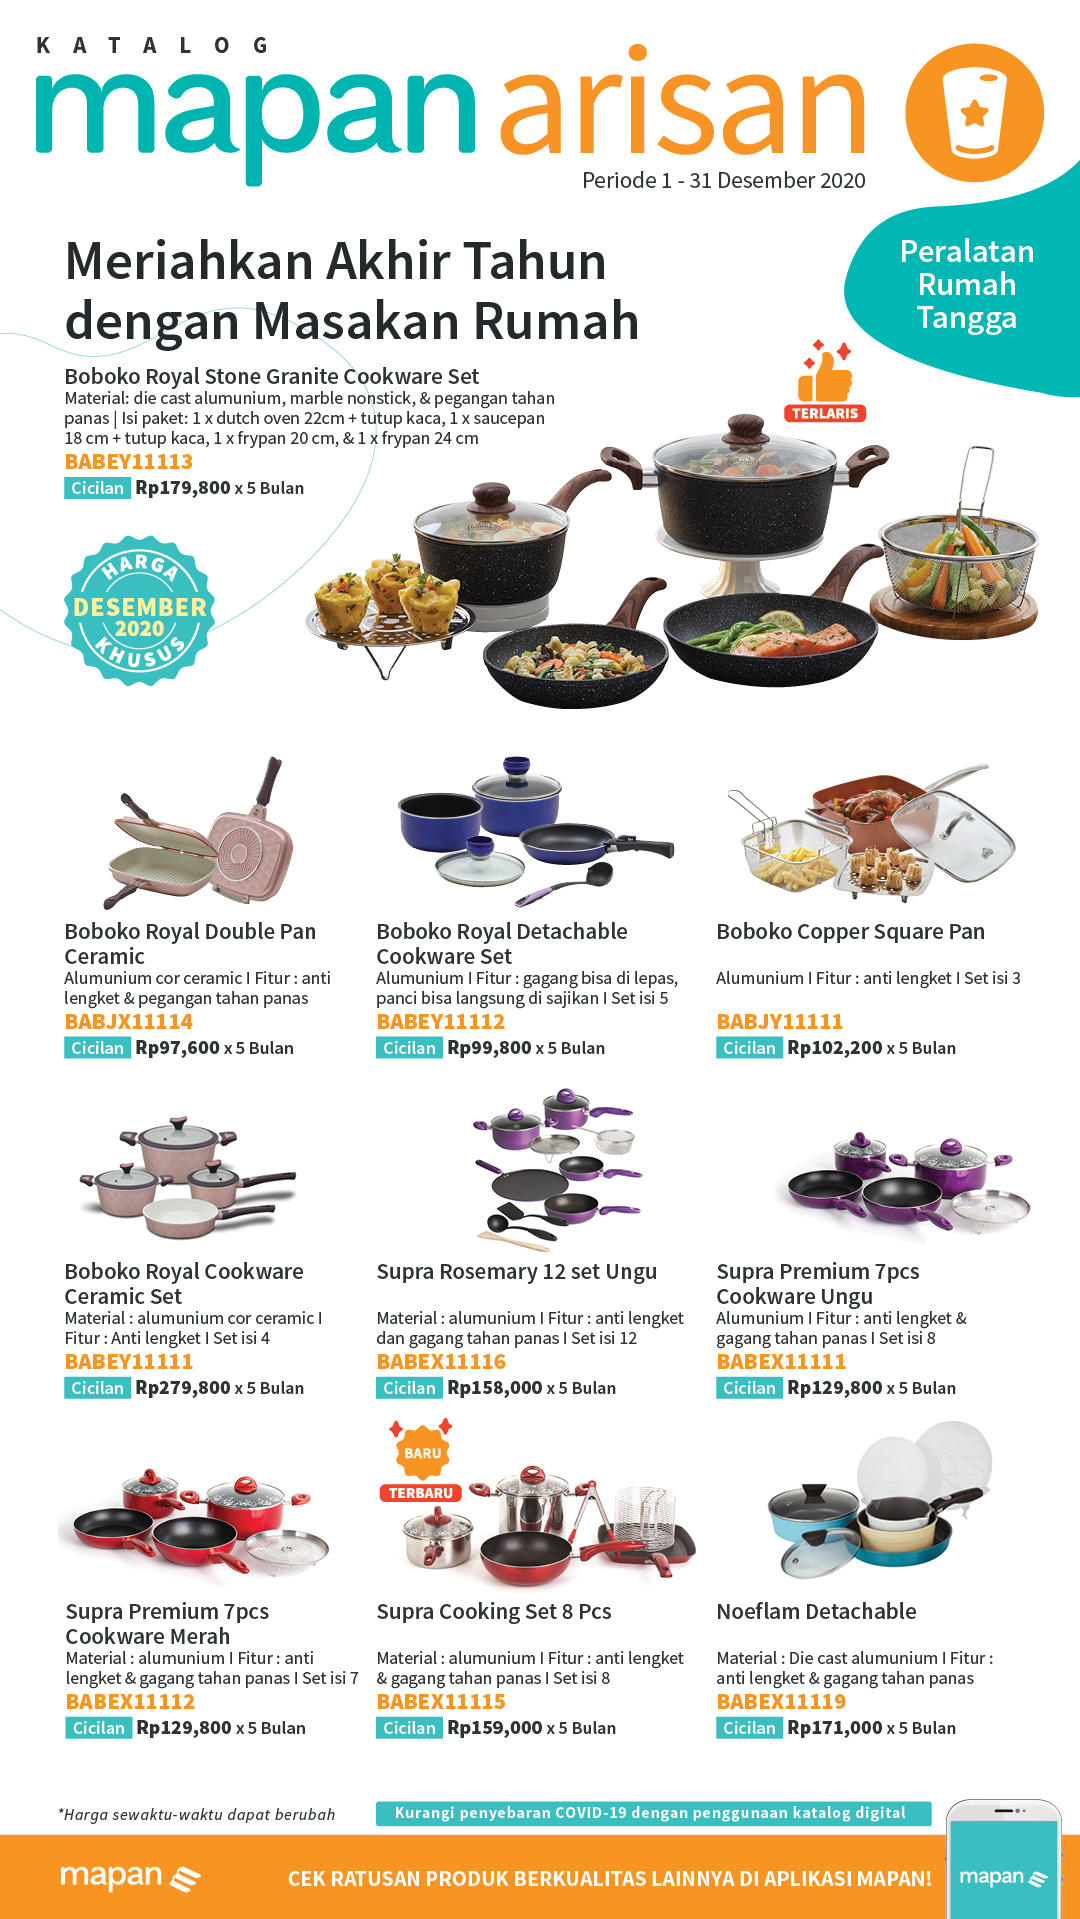 KATALOG
mapan arisan
Periode 1 - 31 Desember 2020
Peralatan
Rumah
Tangga
Meriahkan Akhir Tahun
dengan Masakan Rumah
Boboko Royal Stone Granite Cookware Set
Material: die cast alumunium, marble nonstick, & pegangan tahan
panas | Isi paket: 1 x dutch oven 22cm + tutup kaca, 1 x saucepan
18 cm + tutup kaca, 1 x frypan 20 cm, & 1 x frypan 24 cm
BABEY11113
Cicilan Rp179,800 x 5 Bulan
TERLARIS
HARGA
DESEMBER
2020
KHUSUS
Boboko Royal Double Pan
Ceramic
Alumunium cor ceramic I Fitur : anti
lengket & pegangan tahan panas
BABJX11114
Cicilan Rp97,600 x 5 Bulan
Boboko Royal Detachable
Cookware Set
Alumunium I Fitur : gagang bisa di lepas,
panci bisa langsung di sajikan I Set isi 5
BABEY11112
Cicilan Rp99,800 x 5 Bulan
Boboko Copper Square Pan
Alumunium I Fitur : anti lengket I Set isi 3
BABJY11111
Cicilan Rp102,200 x 5 Bulan
Boboko Royal Cookware
Ceramic Set
Material : alumunium cor ceramic I
Fitur : Anti lengket I Set isi 4
BABEY11111
Cicilan Rp279,800 x 5 Bulan
Supra Rosemary 12 set Ungu
Material : alumunium I Fitur : anti lengket
dan gagang tahan panas I Set isi 12
BABEX11116
Cicilan Rp158,000 x 5 Bulan
Supra Premium 7pcs
Cookware Ungu
Alumunium I Fitur : anti lengket &
gagang tahan panas I Set isi 8
BABEX11111
Cicilan Rp129,800 x 5 Bulan
Supra Premium 7pcs
Cookware Merah
Material : alumunium I Fitur : anti
lengket & gagang tahan panas I Set isi 7
BABEX11112
Cicilan Rp129,800 x 5 Bulan
BARU
TERBARU
Supra Cooking Set 8 Pcs
Material : alumunium I Fitur : anti lengket
& gagang tahan panas I Set isi 8
BABEX11115
Cicilan Rp159,000 x 5 Bulan
Noeflam Detachable
Material : Die cast alumunium I Fitur :
anti lengket & gagang tahan panas
BABEX11119
Cicilan Rp171,000 x 5 Bulan
*Harga sewaktu-waktu dapat berubah
Kurangi penyebaran COVID-19 dengan penggunaan katalog digital
mapan
CEK RATUSAN PRODUK BERKUALITAS LAINNYA DI APLIKASI MAPAN!
mapan